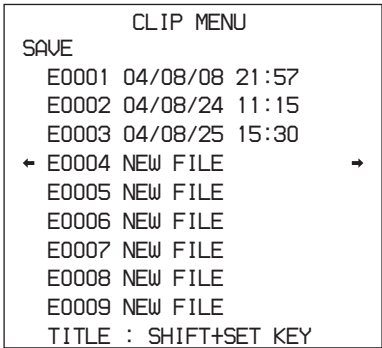 CLIP MENU
SAVE
E0001 04/08/08 21:57
E0002 04/08/24 11:15
E0003 04/08/25 15:30
← E0004 NEW FILE →
E0005 NEW FILE
E0006 NEW FILE
E0007 NEW FILE
E0008 NEW FILE
E0009 NEW FILE
TITLE : SHIFT+SET KEY